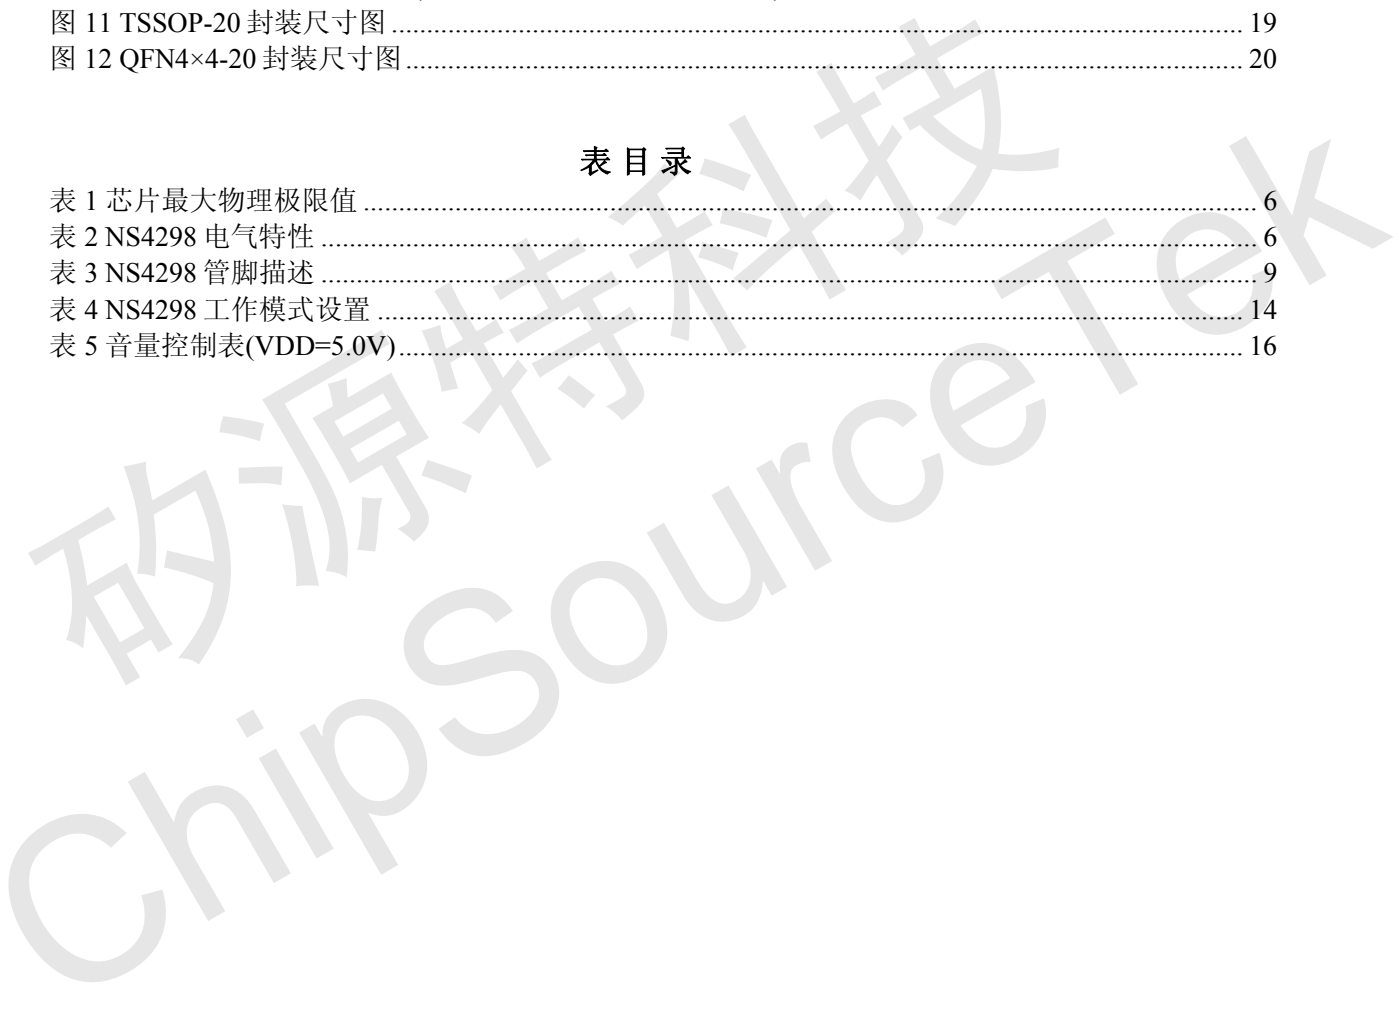 图 11 TSSOP-20 封装尺寸图 ........ 19
图 12 QFN4×4-20 封装尺寸图 ........ 20
表 目 录
表 1 芯片最大物理极限值 ........ 6
表 2 NS4298 电气特性 ........ 6
表 3 NS4298 管脚描述 ........ 9
表 4 NS4298 工作模式设置 ........ 14
表 5 音量控制表(VDD=5.0V) ........ 16
矽源特科技
ChipSourceTek